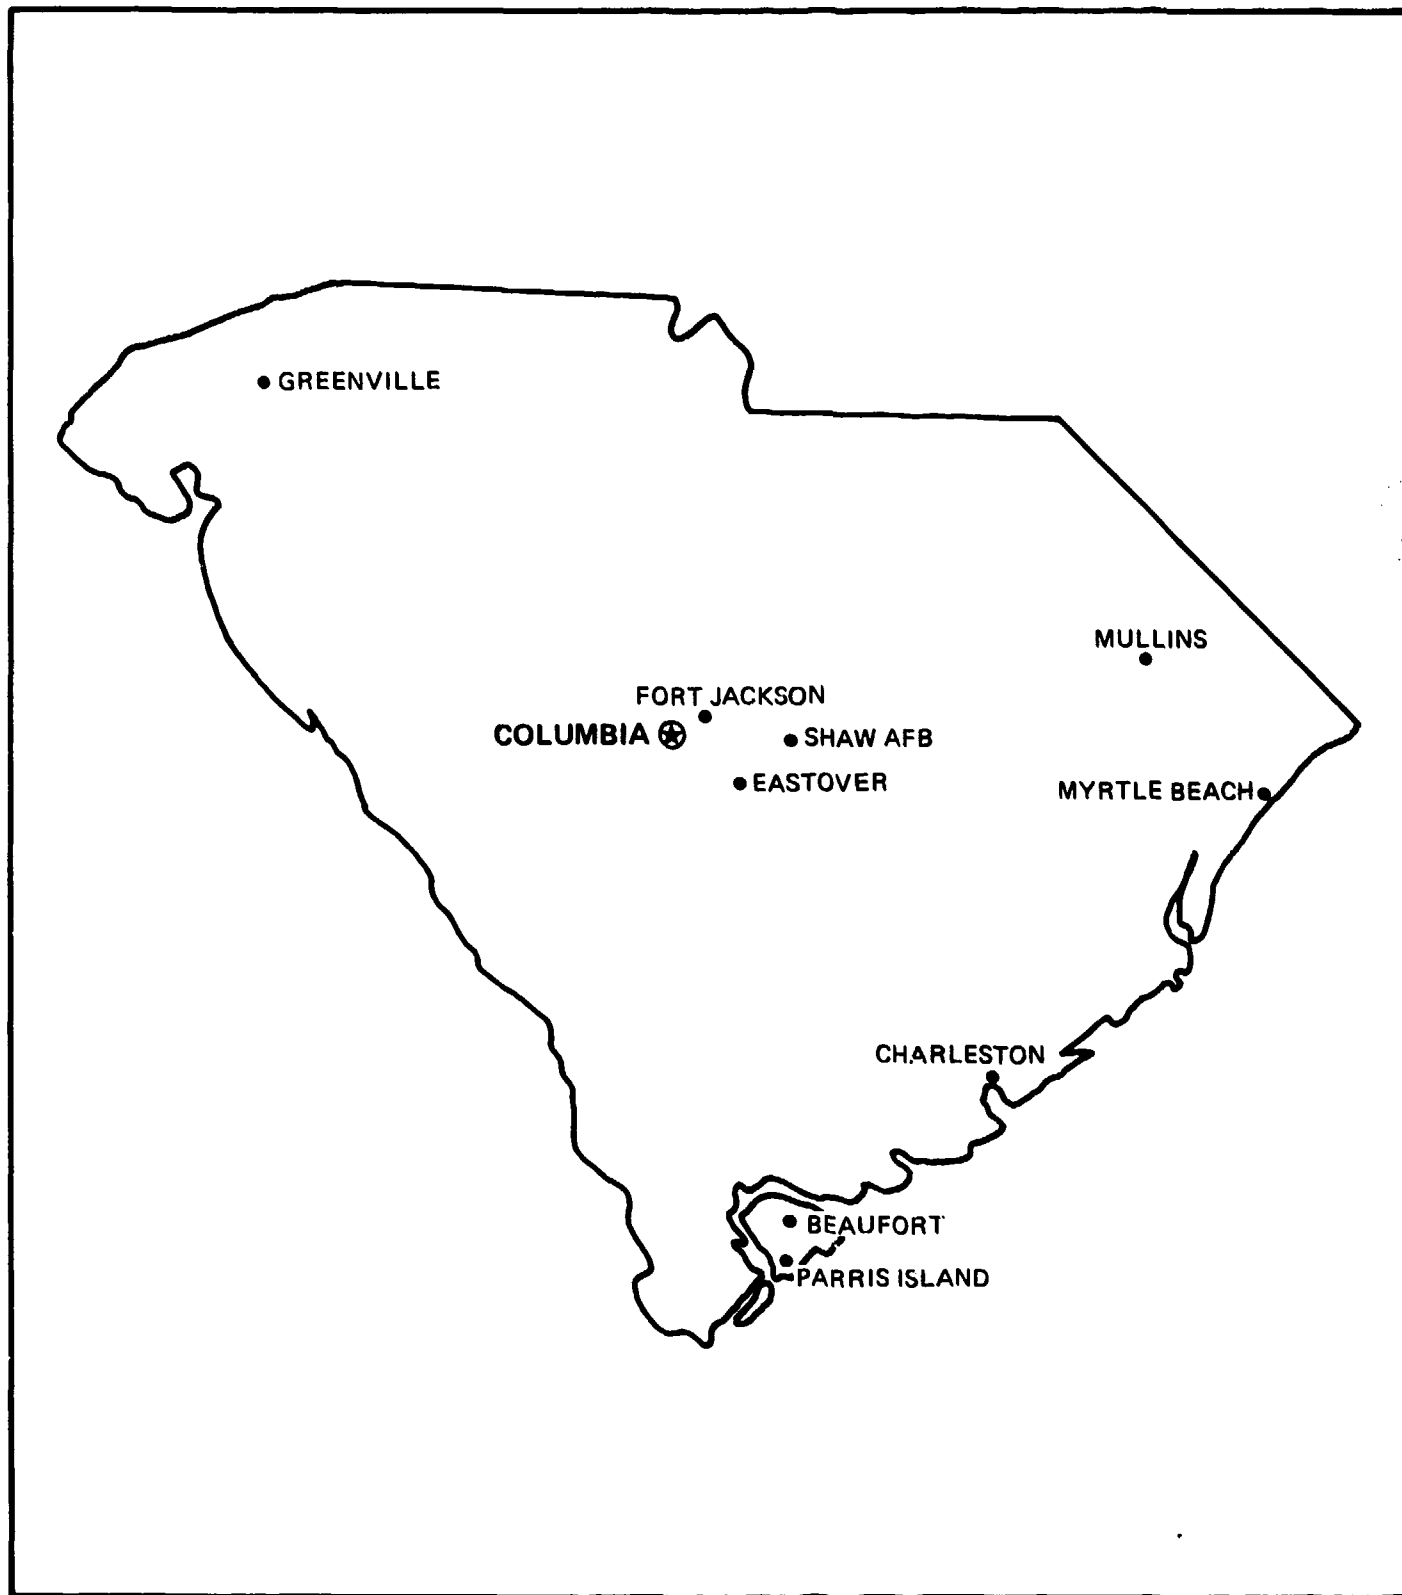 GREENVILLE
MULLINS
FORT JACKSON
COLUMBIA
SHAW AFB
EASTOVER
MYRTLE BEACH
CHARLESTON
BEAUFORT
PARRIS ISLAND